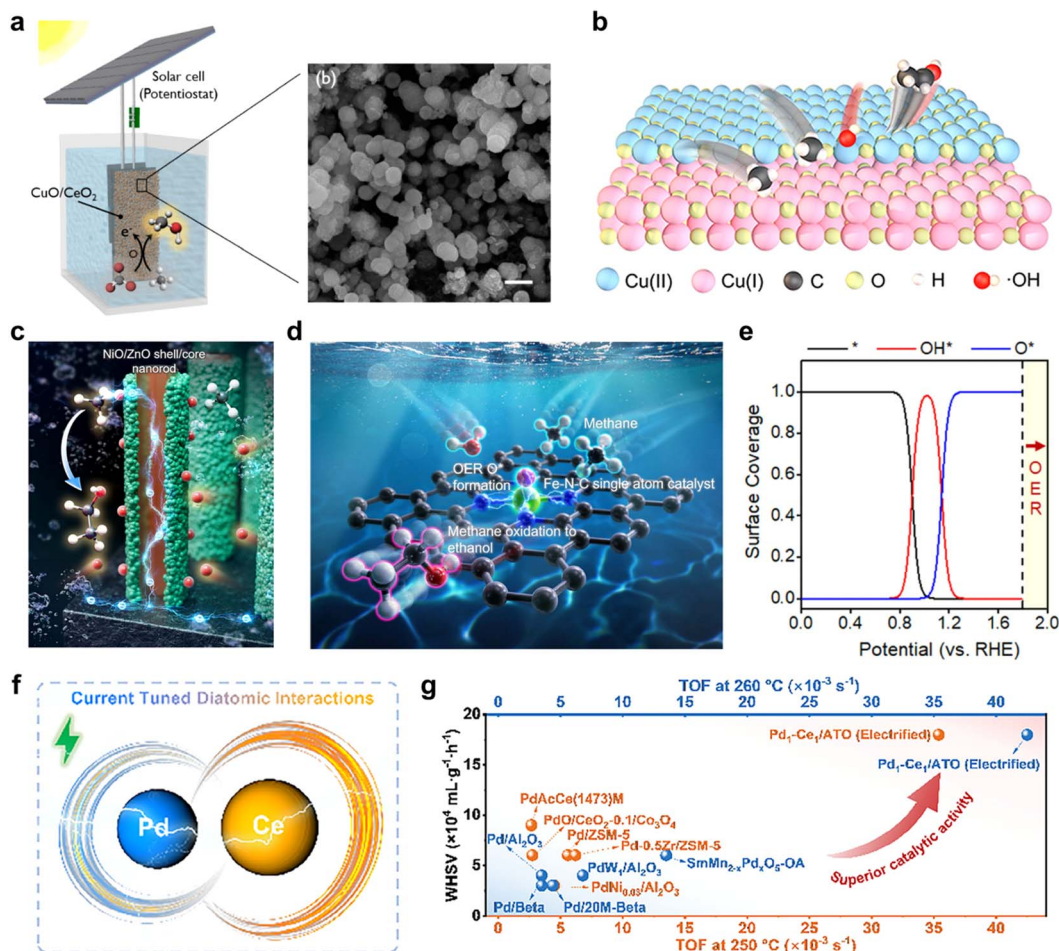 a
Solar cell
(Potentiostat)
CuO/CeO₂
e⁻
O
(b)
b
Cu(II) Cu(I) C O H ·OH
c
NiO/ZnO shell/core
nanorod
d
Methane
OER O*
formation
Fe-N-C single atom catalyst
Methane oxidation to
ethanol
e
* OH* O*
Surface Coverage
1.0
0.8
0.6
0.4
0.2
0.0
OER
0.0 0.4 0.8 1.2 1.6 2.0
Potential (vs. RHE)
f
Current Tuned Diatomic Interactions
Pd
Ce
g
TOF at 260 °C (×10⁻³ s⁻¹)
0 5 10 35 40
WHSV (×10⁴ mL·g⁻¹·h⁻¹)
20
15
10
5
0
Pd₁-Ce₁/ATO (Electrified)
Pd₁-Ce₁/ATO (Electrified)
PdAcCe(1473)M
PdO/CeO₂-0.1/Co₃O₄
Pd/Al₂O₃
Pd/ZSM-5
Pd-0.5Zr/ZSM-5
PdW₁/Al₂O₃
SmMn₂₋ₓPdₓO₅-OA
PdNi₀.₀₃/Al₂O₃
Pd/Beta
Pd/20M-Beta
Superior catalytic activity
0 5 10 35 40
TOF at 250 °C (×10⁻³ s⁻¹)